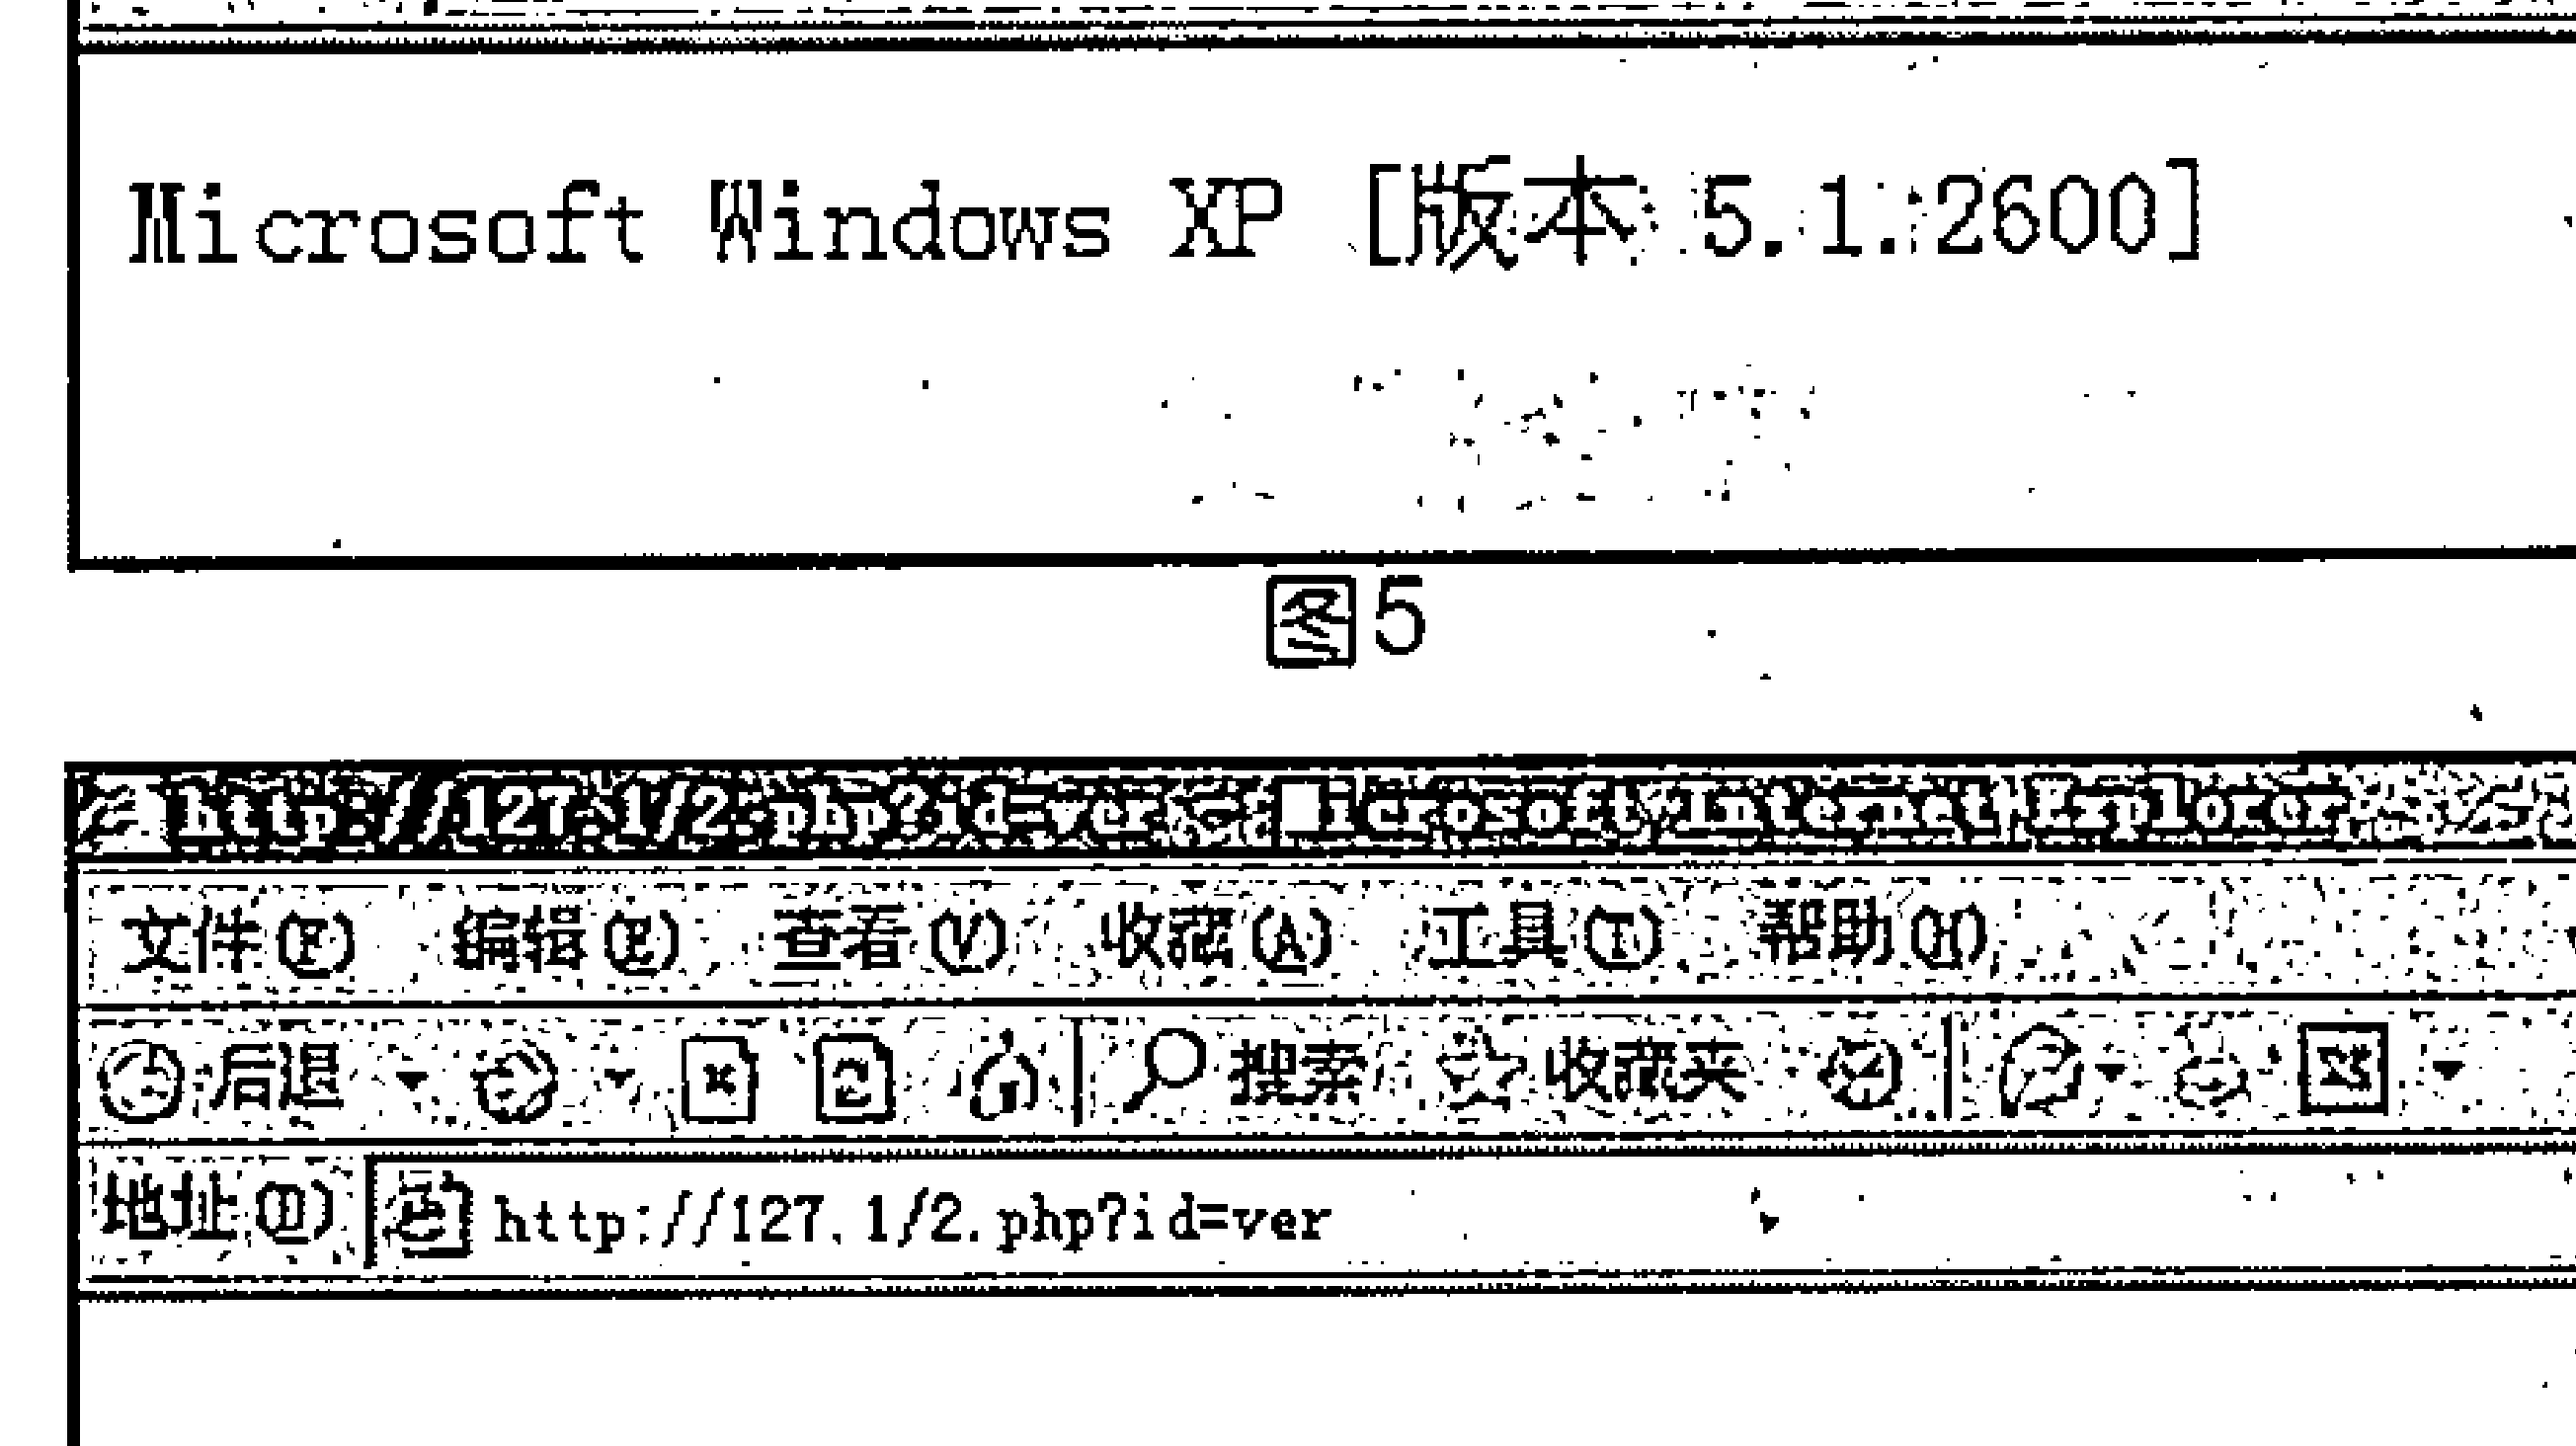 Microsoft Windows XP [版本 5.1.2600]
图5
http://127.1/2.php?id=ver - Microsoft Internet Explorer
文件(F) 编辑(E) 查看(V) 收藏(A) 工具(T) 帮助(H)
后退 搜索 收藏夹
地址(D) http://127.1/2.php?id=ver